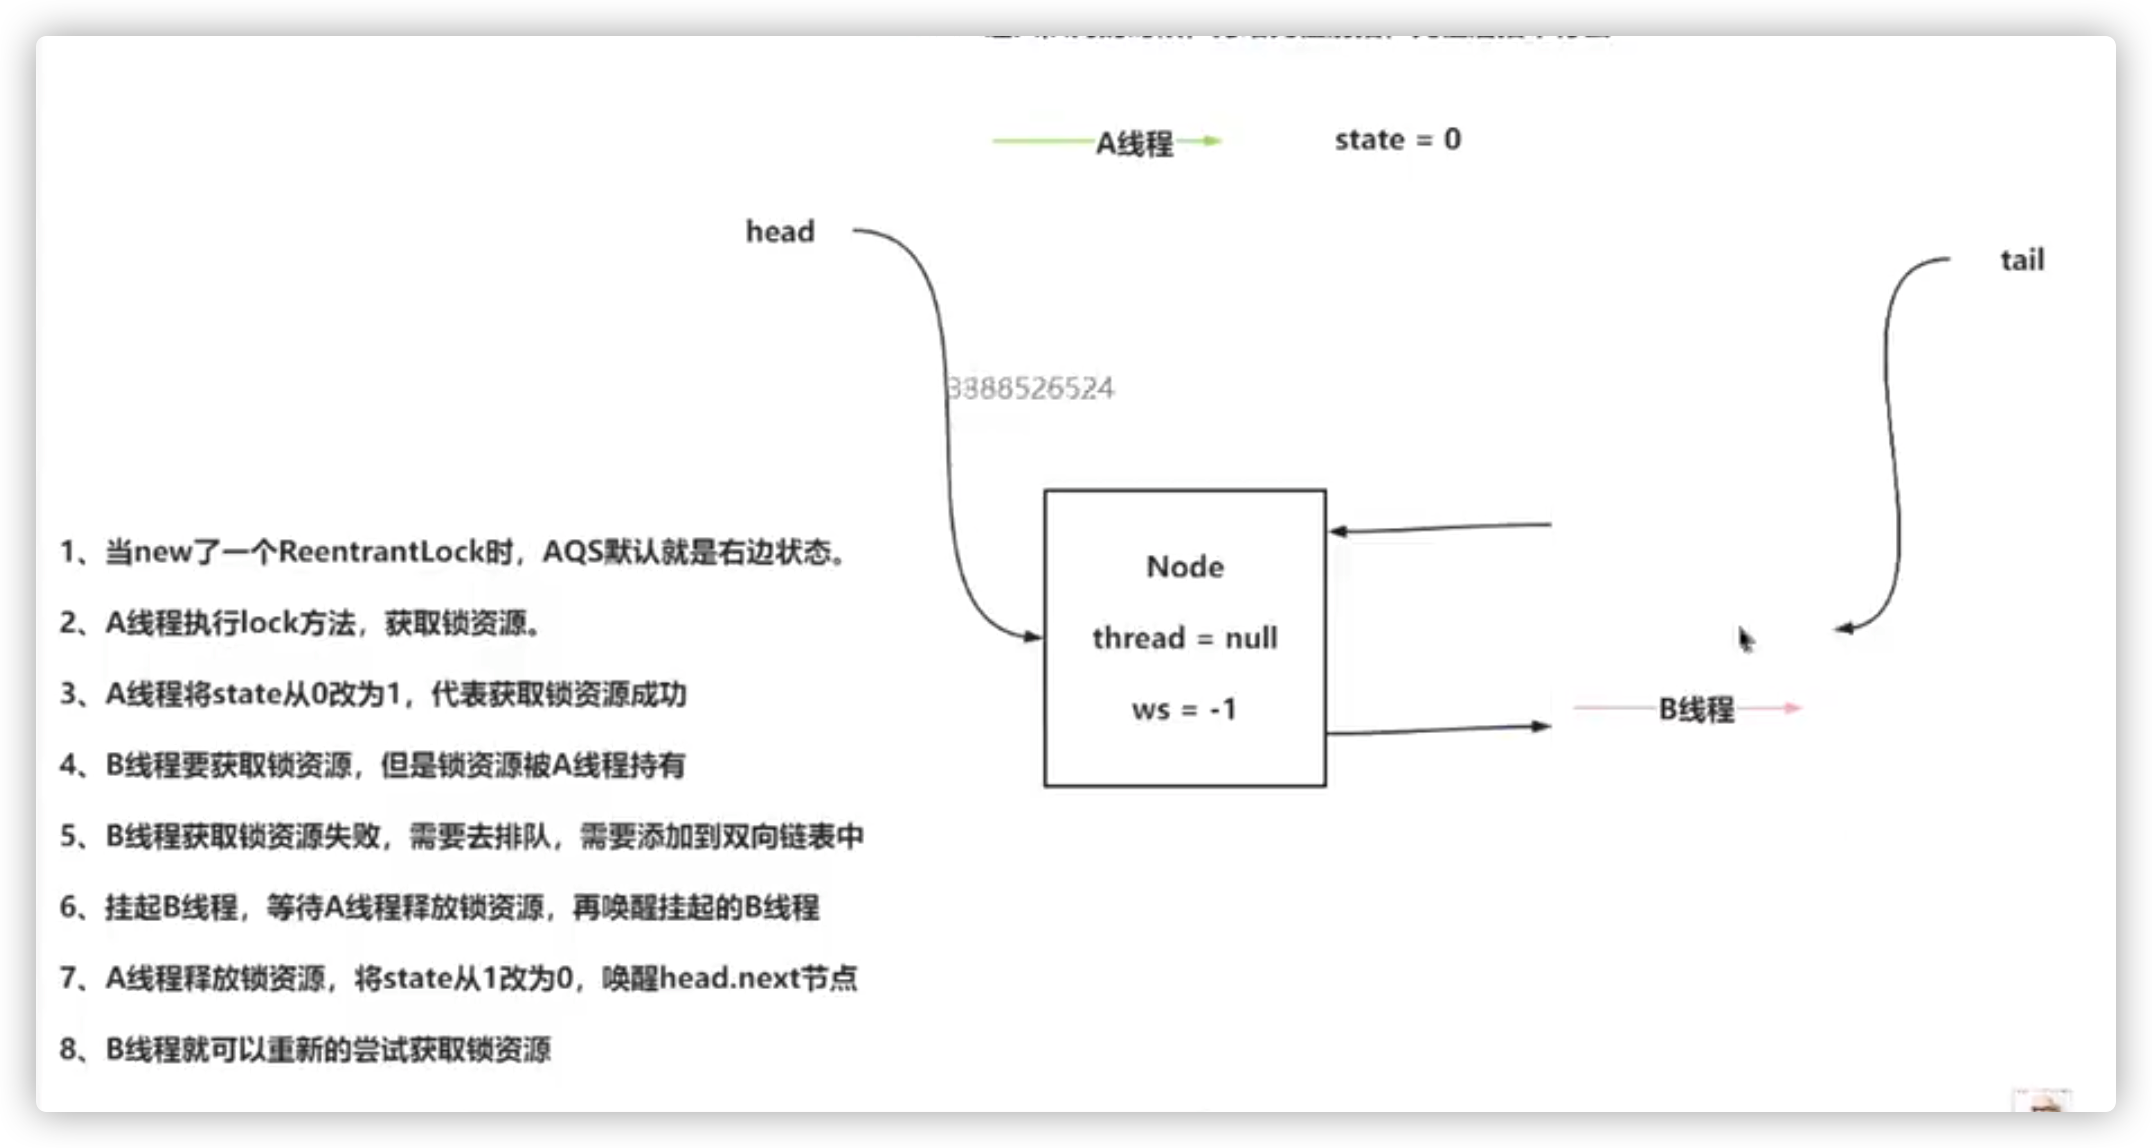 A线程
state = 0
head
tail
3388526524
Node
thread = null
ws = -1
B线程
1、当new了一个ReentrantLock时，AQS默认就是右边状态。
2、A线程执行lock方法，获取锁资源。
3、A线程将state从0改为1，代表获取锁资源成功
4、B线程要获取锁资源，但是锁资源被A线程持有
5、B线程获取锁资源失败，需要去排队，需要添加到双向链表中
6、挂起B线程，等待A线程释放锁资源，再唤醒挂起的B线程
7、A线程释放锁资源，将state从1改为0，唤醒head.next节点
8、B线程就可以重新的尝试获取锁资源